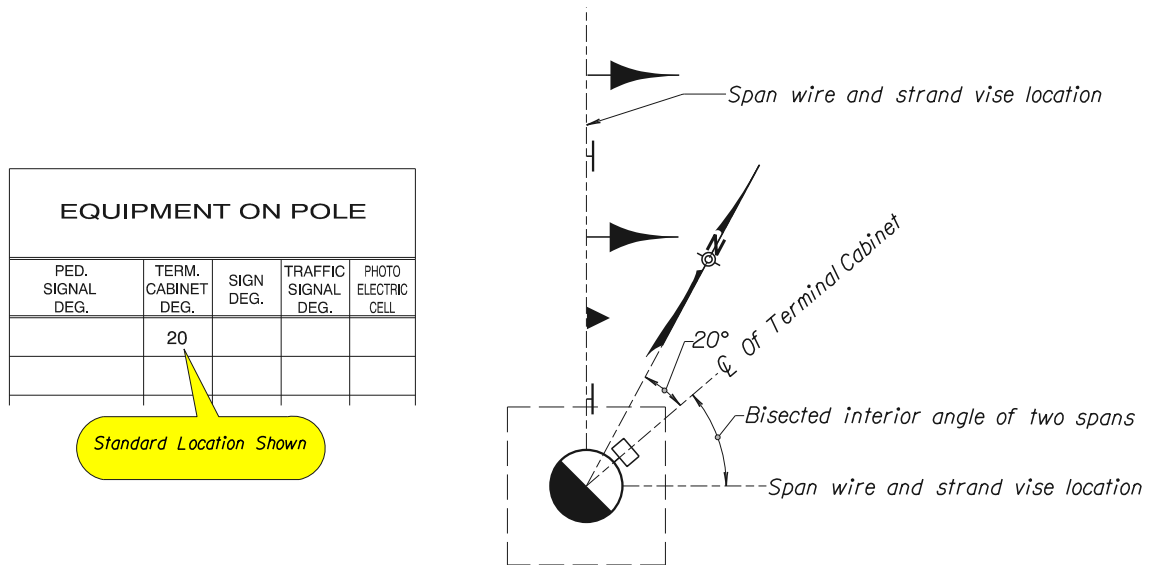 EQUIPMENT ON POLE
PED.
SIGNAL
DEG.
TERM.
CABINET
DEG.
SIGN
DEG.
TRAFFIC
SIGNAL
DEG.
PHOTO
ELECTRIC
CELL
20
Standard Location Shown
Span wire and strand vise location
N
20°
℄ Of Terminal Cabinet
Bisected interior angle of two spans
Span wire and strand vise location